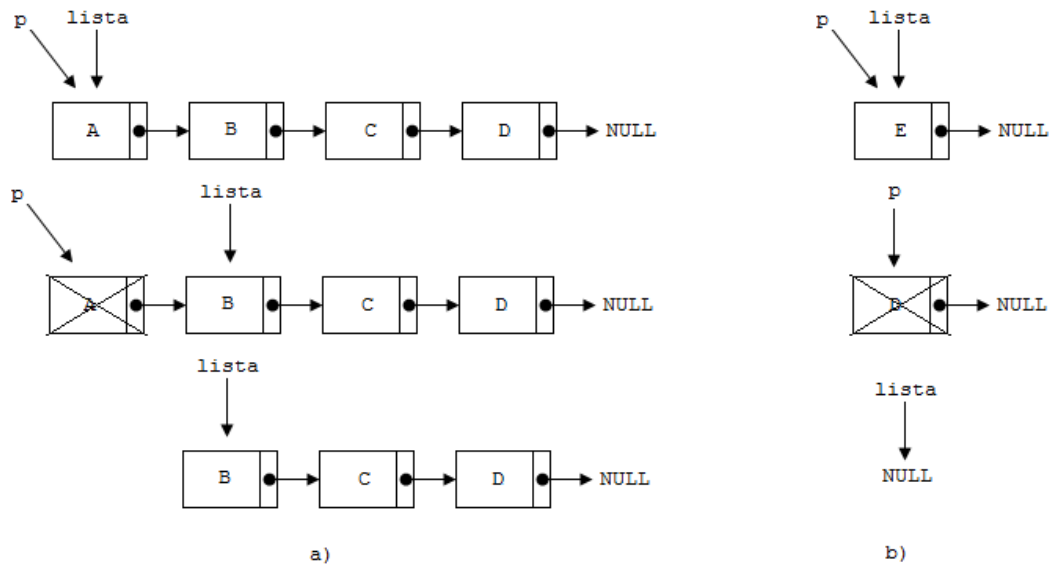 p lista
A B C D NULL
p lista
A B C D NULL
lista
B C D NULL
a)
p lista
E NULL
p
D NULL
lista
NULL
b)